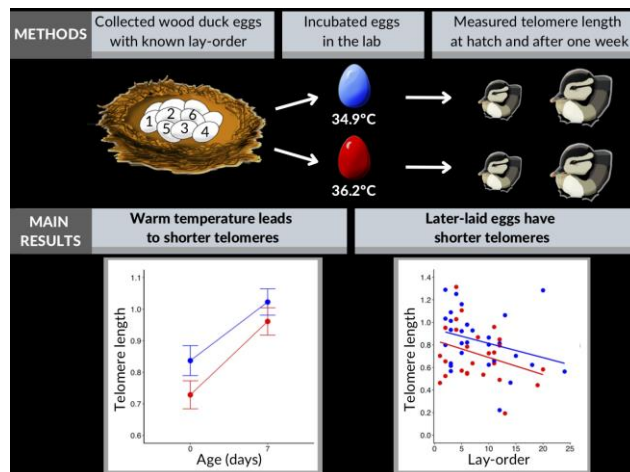 METHODS
Collected wood duck eggs
with known lay-order
Incubated eggs
in the lab
Measured telomere length
at hatch and after one week
1
2
6
5
3
4
34.9°C
36.2°C
MAIN
RESULTS
Warm temperature leads
to shorter telomeres
Later-laid eggs have
shorter telomeres
Telomere length
1.1
1.0
0.9
0.8
0.7
0.6
0
7
Age (days)
Telomere length
1.4
1.2
1.0
0.8
0.6
0.4
0.2
0.0
0
5
10
15
20
25
Lay-order